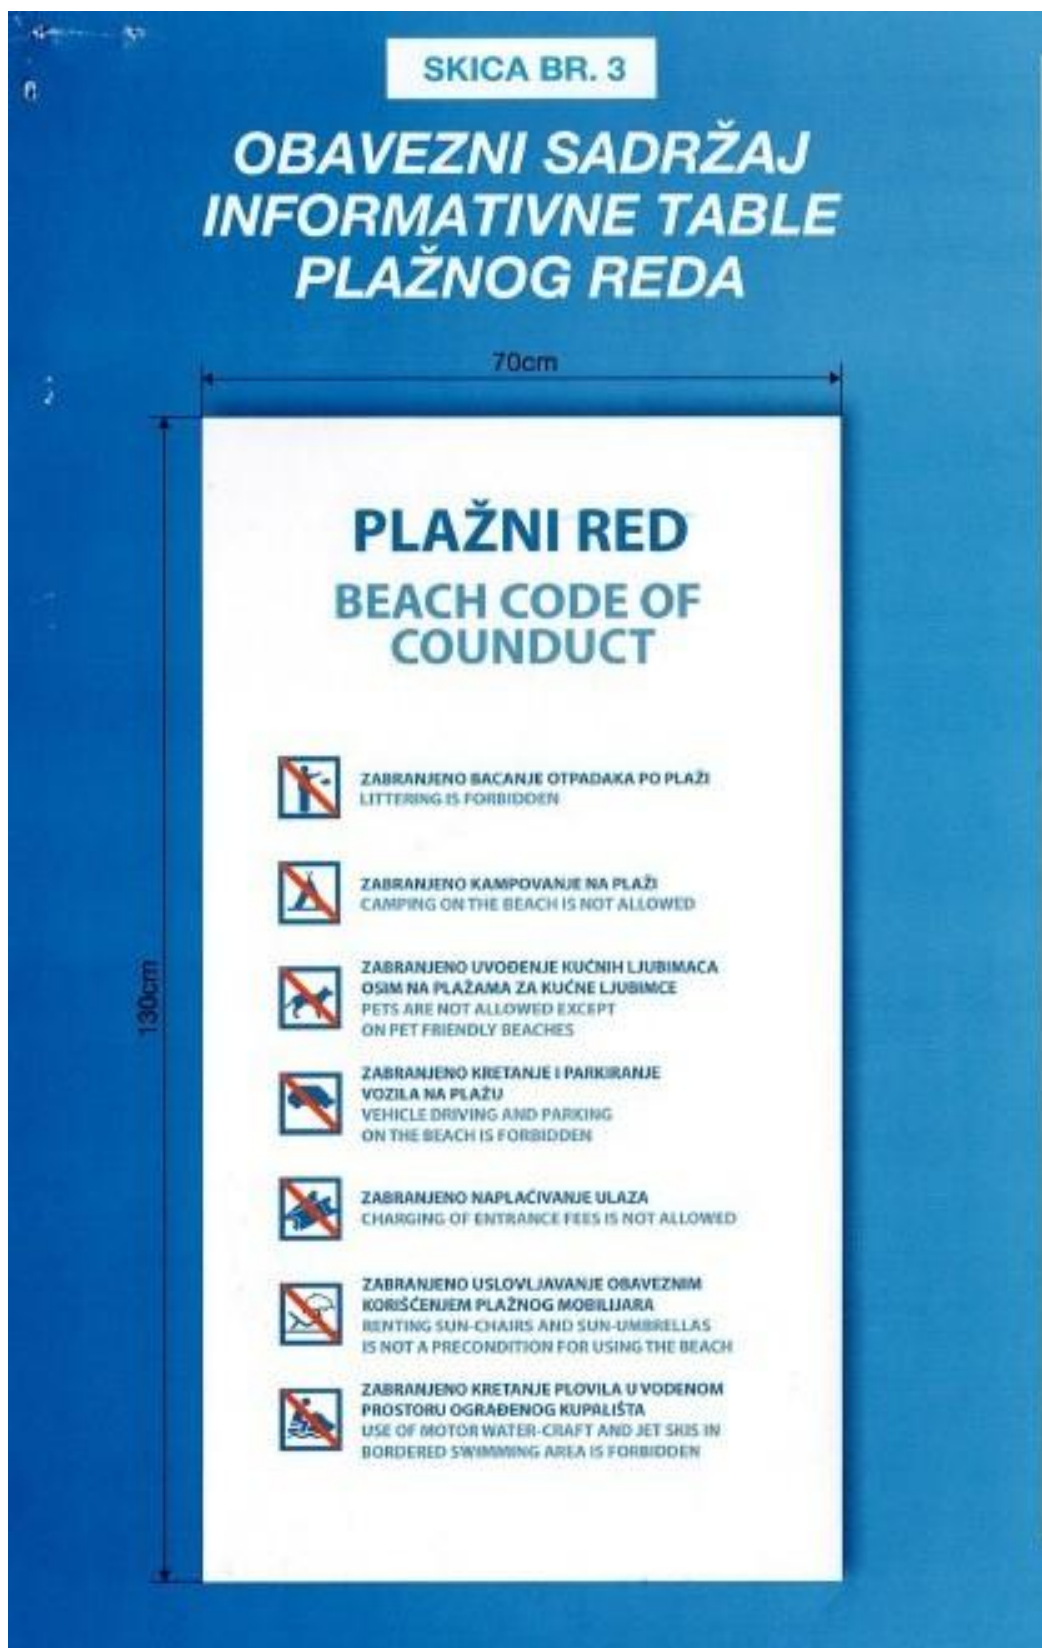 SKICA BR. 3
OBAVEZNI SADRŽAJ
INFORMATIVNE TABLE
PLAŽNOG REDA
70cm
130cm
PLAŽNI RED
BEACH CODE OF
COUNDUCT
ZABRANJENO BACANJE OTPADAKA PO PLAŽI
LITTERING IS FORBIDDEN
ZABRANJENO KAMPOVANJE NA PLAŽI
CAMPING ON THE BEACH IS NOT ALLOWED
ZABRANJENO UVOĐENJE KUĆNIH LJUBIMACA
OSIM NA PLAŽAMA ZA KUĆNE LJUBIMCE
PETS ARE NOT ALLOWED EXCEPT
ON PET FRIENDLY BEACHES
ZABRANJENO KRETANJE I PARKIRANJE
VOZILA NA PLAŽU
VEHICLE DRIVING AND PARKING
ON THE BEACH IS FORBIDDEN
ZABRANJENO NAPLAĆIVANJE ULAZA
CHARGING OF ENTRANCE FEES IS NOT ALLOWED
ZABRANJENO USLOVLJAVANJE OBAVEZNIM
KORIŠĆENJEM PLAŽNOG MOBILIJARA
RENTING SUN-CHAIRS AND SUN-UMBRELLAS
IS NOT A PRECONDITION FOR USING THE BEACH
ZABRANJENO KRETANJE PLOVILA U VODENOM
PROSTORU OGRAĐENOG KUPALIŠTA
USE OF MOTOR WATER-CRAFT AND JET SKIS IN
BORDERED SWIMMING AREA IS FORBIDDEN